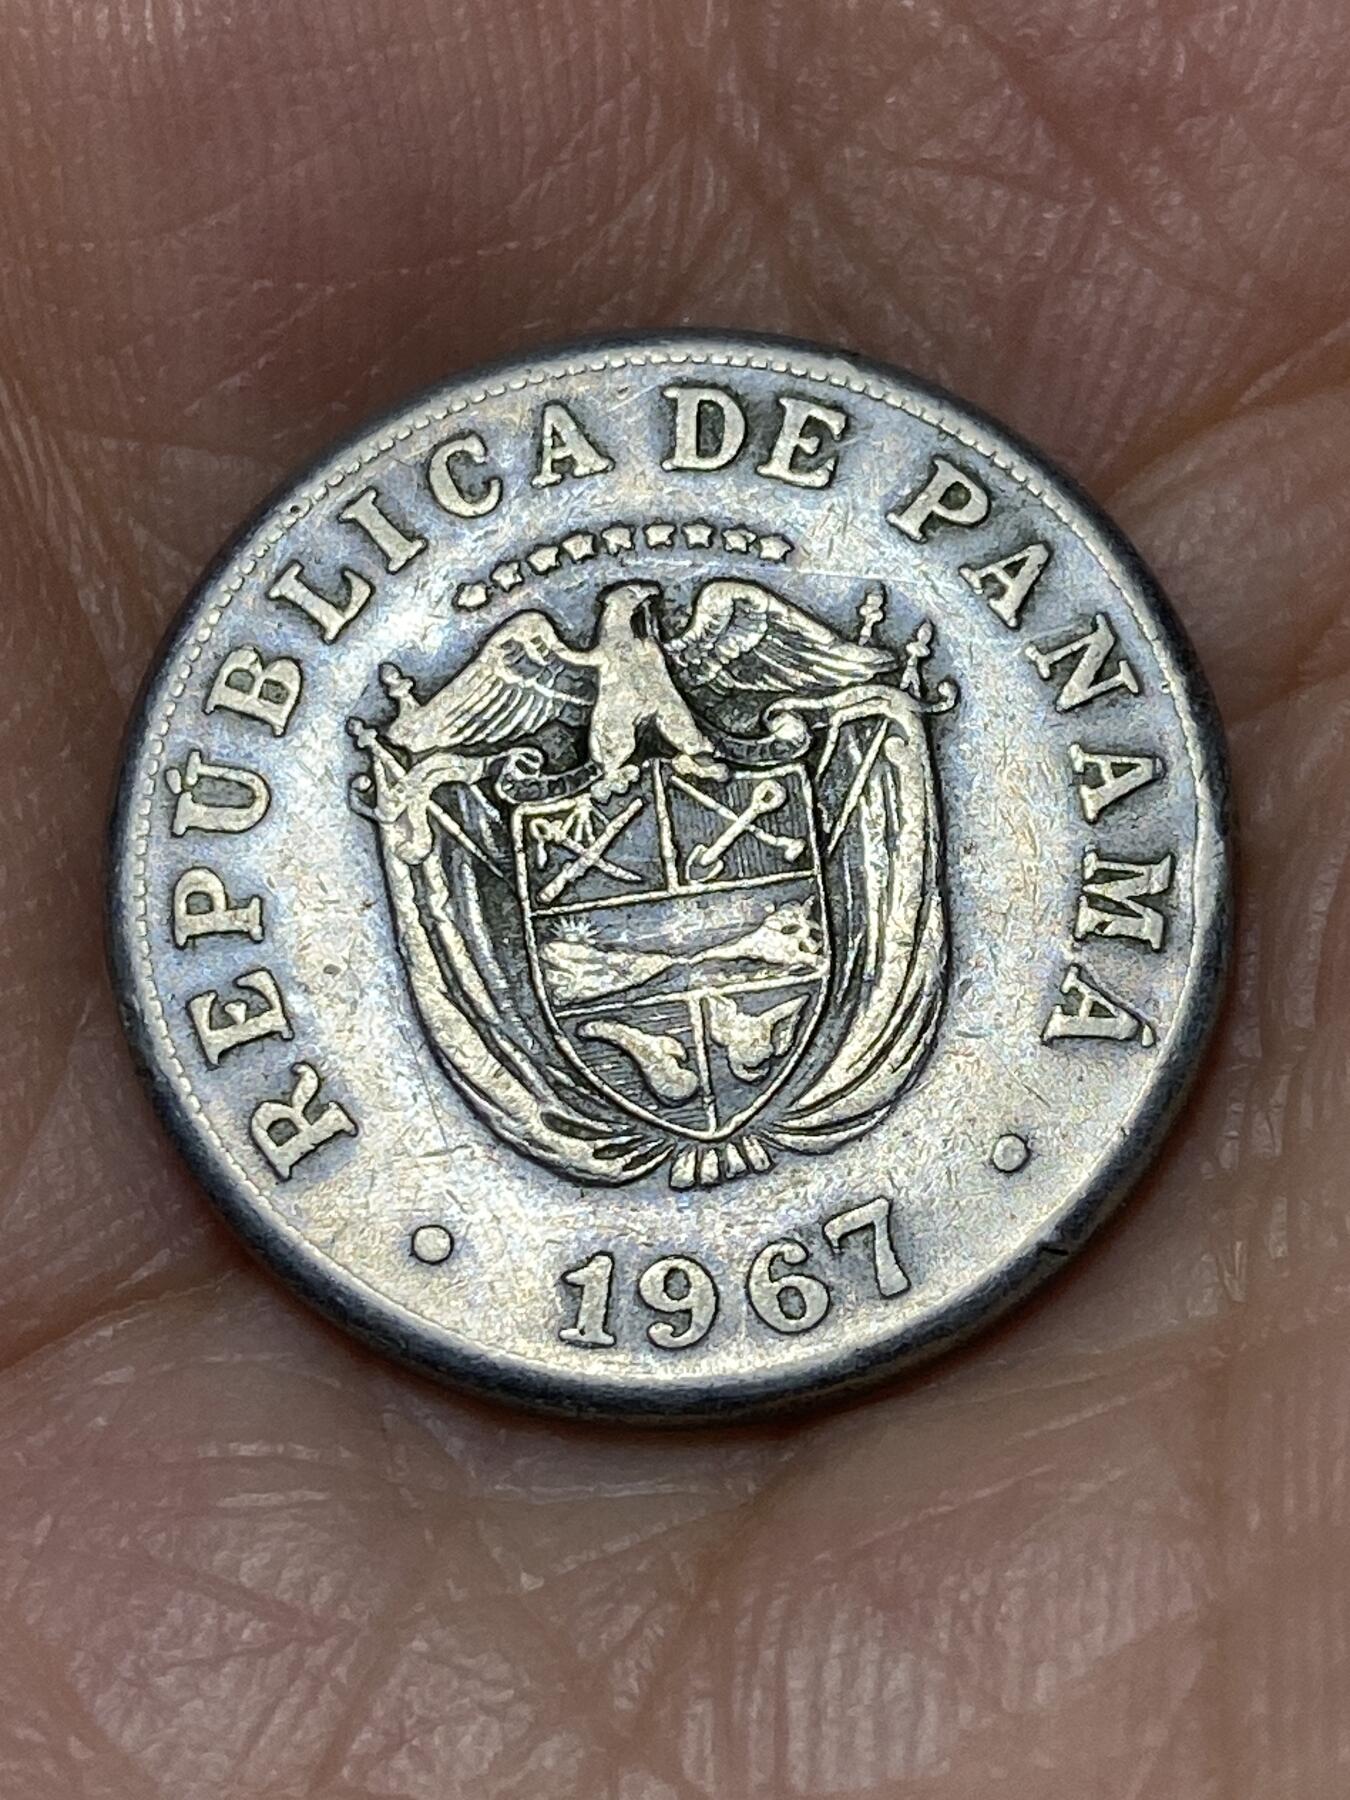 REPÚBLICA DE PANAMÁ
• 1967 •